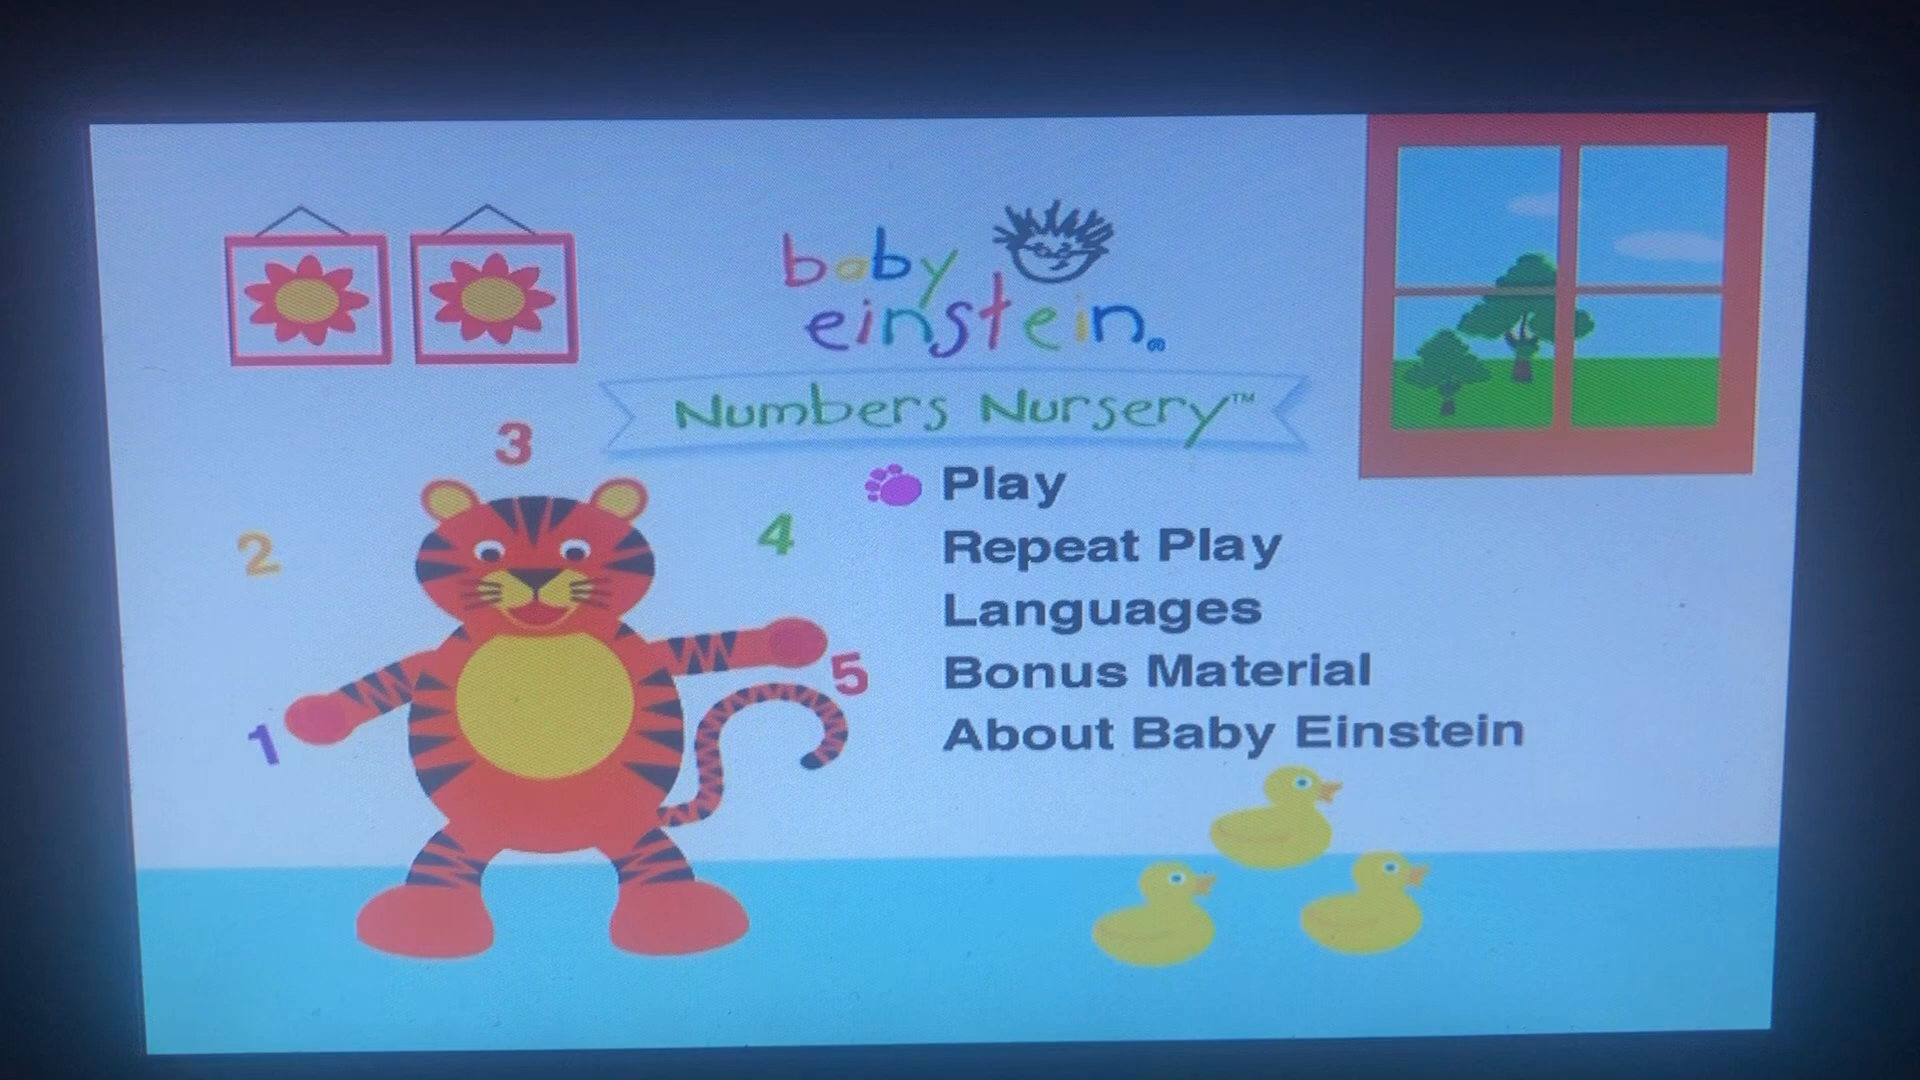 baby
einstein®
Numbers Nursery™
3
2
4
1
5
Play
Repeat Play
Languages
Bonus Material
About Baby Einstein